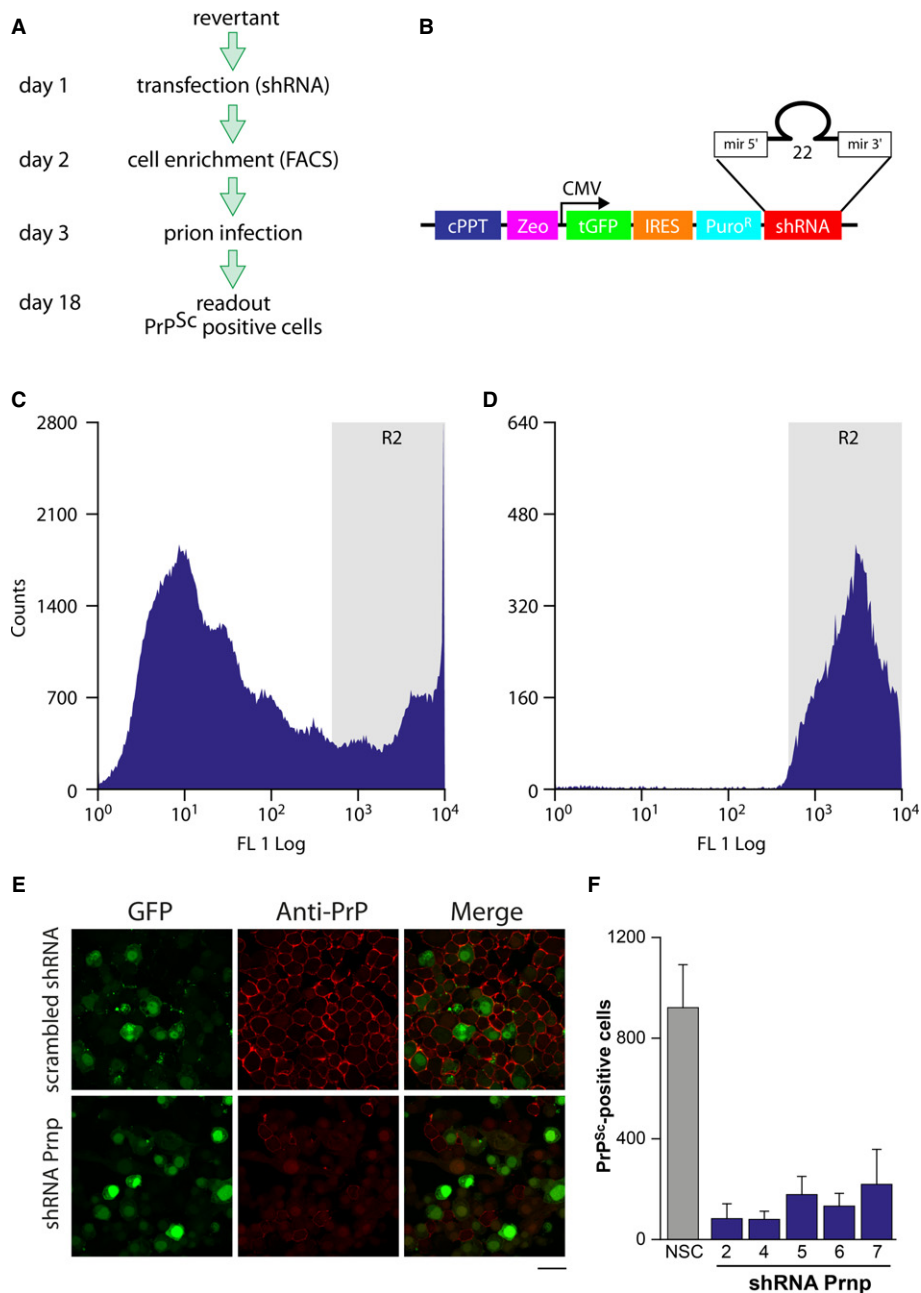 A
revertant
day 1
transfection (shRNA)
day 2
cell enrichment (FACS)
day 3
prion infection
day 18
readout
PrPSc positive cells
B
mir 5'
22
mir 3'
CMV
cPPT
Zeo
tGFP
IRES
PuroR
shRNA
C
2800
2100
1400
700
0
Counts
R2
10⁰
10¹
10²
10³
10⁴
FL 1 Log
D
640
480
320
160
0
R2
10⁰
10¹
10²
10³
10⁴
FL 1 Log
E
GFP
Anti-PrP
Merge
scrambled shRNA
shRNA Prnp
F
PrPSc-positive cells
1200
800
400
0
NSC
2
4
5
6
7
shRNA Prnp